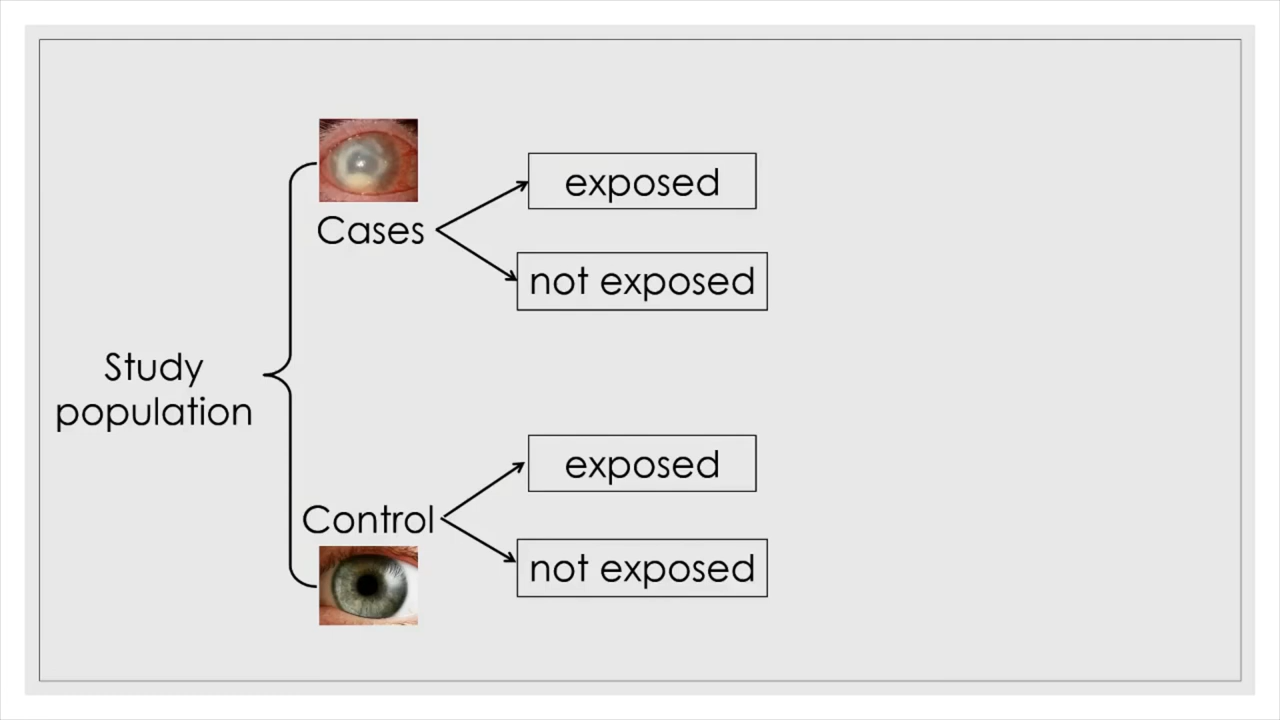 exposed
Cases
not exposed
Study
population
exposed
Control
not exposed